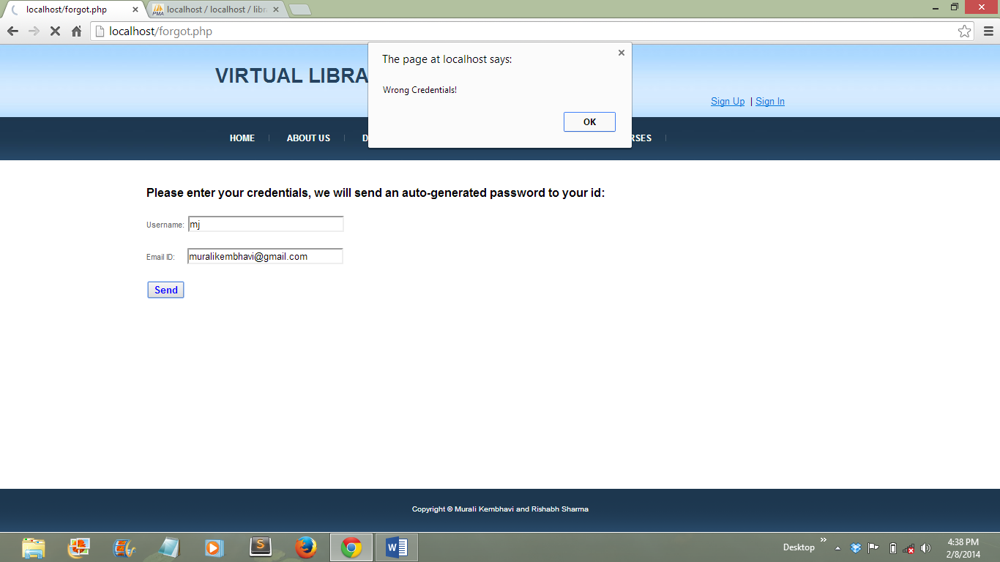 localhost/forgot.php
PMA localhost / localhost / libr
localhost/forgot.php
The page at localhost says:
Wrong Credentials!
OK
VIRTUAL LIBRA
Sign Up | Sign In
HOME
ABOUT US
D
RSES
Please enter your credentials, we will send an auto-generated password to your id:
Username: mj
Email ID: muralikembhavi@gmail.com
Send
Copyright © Murali Kembhavi and Rishabh Sharma
S
W
Desktop
4:38 PM
2/8/2014